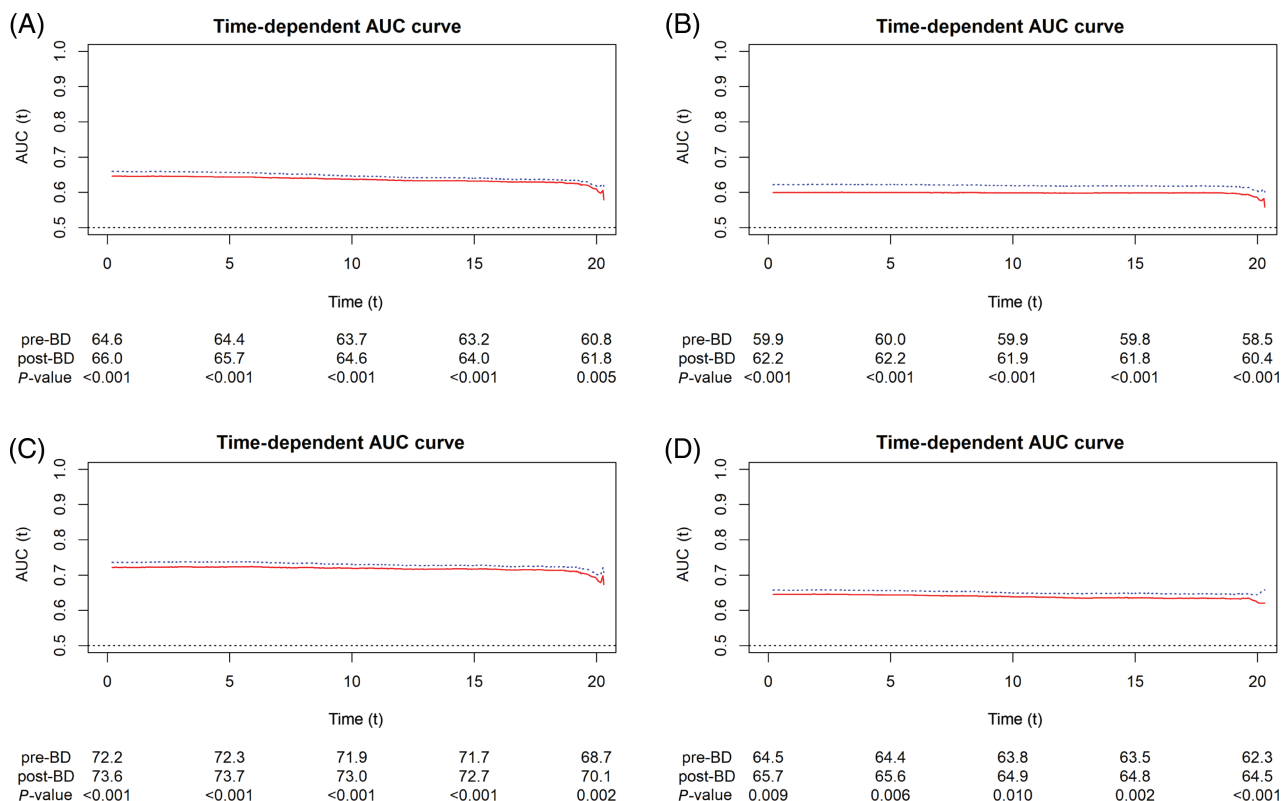 (A)
Time-dependent AUC curve
AUC (t)
1.0
0.9
0.8
0.7
0.6
0.5
0 5 10 15 20
Time (t)
pre-BD 64.6 64.4 63.7 63.2 60.8
post-BD 66.0 65.7 64.6 64.0 61.8
P-value <0.001 <0.001 <0.001 <0.001 0.005
(B)
Time-dependent AUC curve
AUC (t)
1.0
0.9
0.8
0.7
0.6
0.5
0 5 10 15 20
Time (t)
pre-BD 59.9 60.0 59.9 59.8 58.5
post-BD 62.2 62.2 61.9 61.8 60.4
P-value <0.001 <0.001 <0.001 <0.001 <0.001
(C)
Time-dependent AUC curve
AUC (t)
1.0
0.9
0.8
0.7
0.6
0.5
0 5 10 15 20
Time (t)
pre-BD 72.2 72.3 71.9 71.7 68.7
post-BD 73.6 73.7 73.0 72.7 70.1
P-value <0.001 <0.001 <0.001 <0.001 0.002
(D)
Time-dependent AUC curve
AUC (t)
1.0
0.9
0.8
0.7
0.6
0.5
0 5 10 15 20
Time (t)
pre-BD 64.5 64.4 63.8 63.5 62.3
post-BD 65.7 65.6 64.9 64.8 64.5
P-value 0.009 0.006 0.010 0.002 <0.001